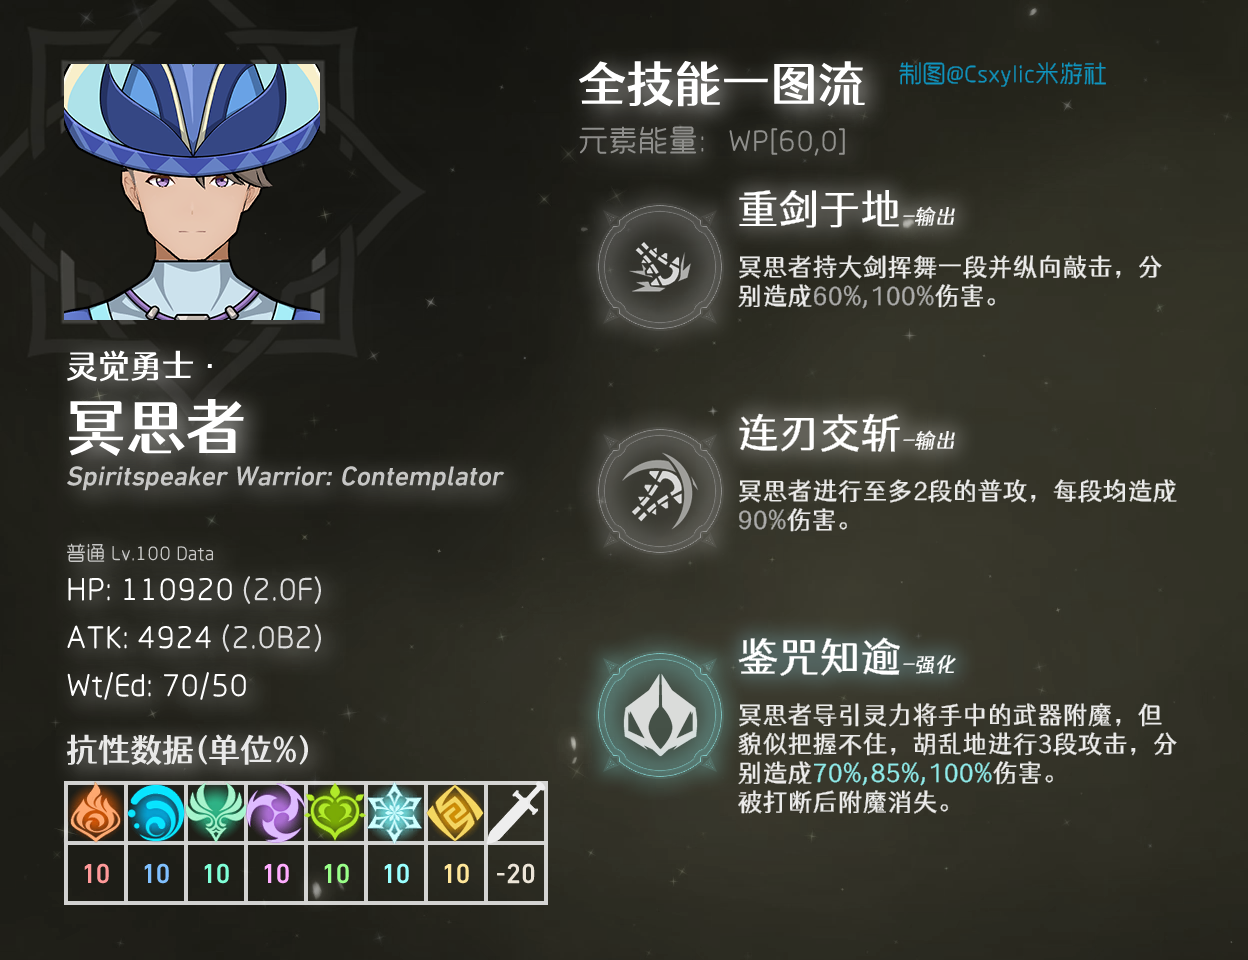 全技能一图流
制图@Csxylic米游社
元素能量: WP[60,0]
重剑于地-输出
冥思者持大剑挥舞一段并纵向敲击，分
别造成60%,100%伤害。
连刃交斩-输出
冥思者进行至多2段的普攻，每段均造成
90%伤害。
鉴咒知逾-强化
冥思者导引灵力将手中的武器附魔，但
貌似把握不住，胡乱地进行3段攻击，分
别造成70%,85%,100%伤害。
被打断后附魔消失。
灵觉勇士·
冥思者
Spiritspeaker Warrior: Contemplator
普通 Lv.100 Data
HP: 110920 (2.0F)
ATK: 4924 (2.0B2)
Wt/Ed: 70/50
抗性数据(单位%)
10 10 10 10 10 10 10 -20